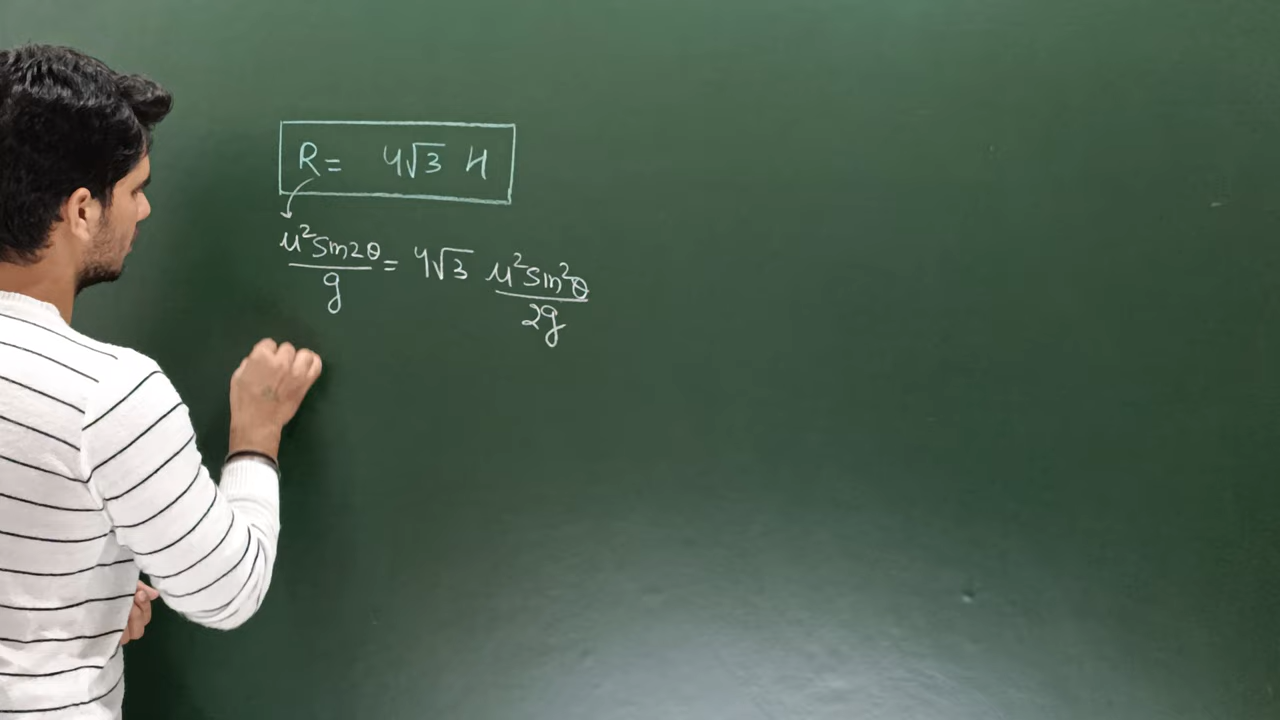 R = 4√3 H
u²sin2θ/g = 4√3 u²sin²θ/2g